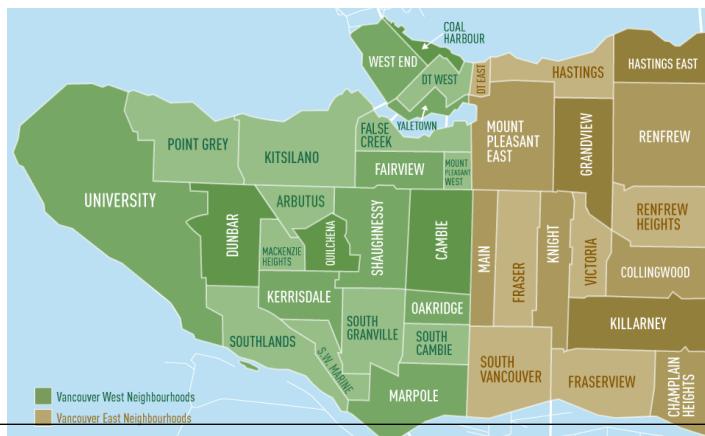 COAL
HARBOUR
WEST END
DT WEST
DT EAST
HASTINGS
HASTINGS EAST
YALETOWN
FALSE
CREEK
POINT GREY
KITSILANO
MOUNT
PLEASANT
EAST
GRANDVIEW
RENFREW
FAIRVIEW
MOUNT
PLEASANT
WEST
UNIVERSITY
ARBUTUS
DUNBAR
MACKENZIE
HEIGHTS
QUILCHENA
SHAUGHNESSY
CAMBIE
MAIN
FRASER
KNIGHT
VICTORIA
RENFREW
HEIGHTS
COLLINGWOOD
KERRISDALE
OAKRIDGE
SOUTH
GRANVILLE
SOUTHLANDS
S.W. MARINE
SOUTH
CAMBIE
KILLARNEY
SOUTH
VANCOUVER
FRASERVIEW
CHAMPLAIN
HEIGHTS
MARPOLE
Vancouver West Neighbourhoods
Vancouver East Neighbourhoods